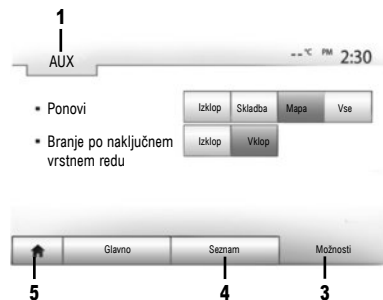 1
AUX
--°C PM 2:30
▪ Ponovi Izklop Skladba Mapa Vse
▪ Branje po naključnem Izklop Vklop
vrstnem redu
Glavno Seznam Možnosti
5 4 3